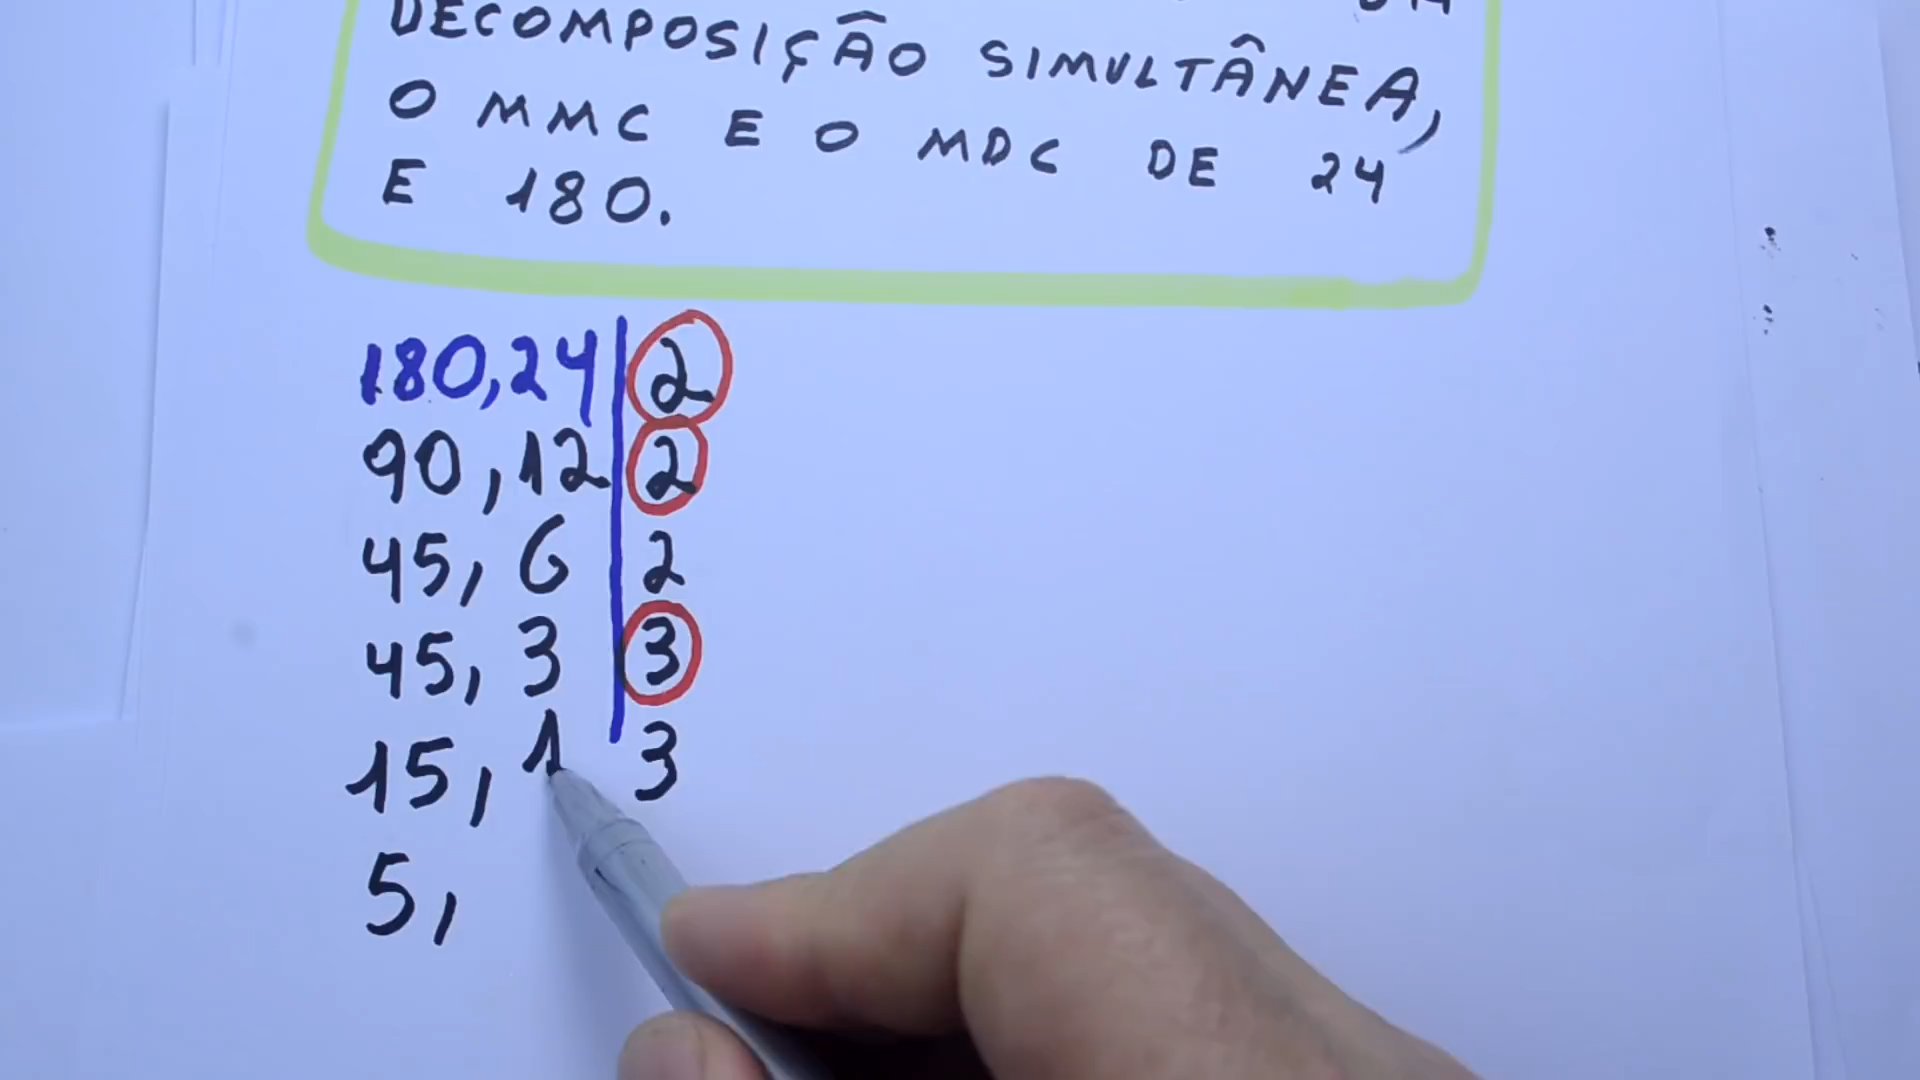 DECOMPOSIÇÃO SIMULTÂNEA,
O MMC E O MDC DE 24
E 180.
180,24 2
90,12 2
45,6 2
45,3 3
15,1 3
5,